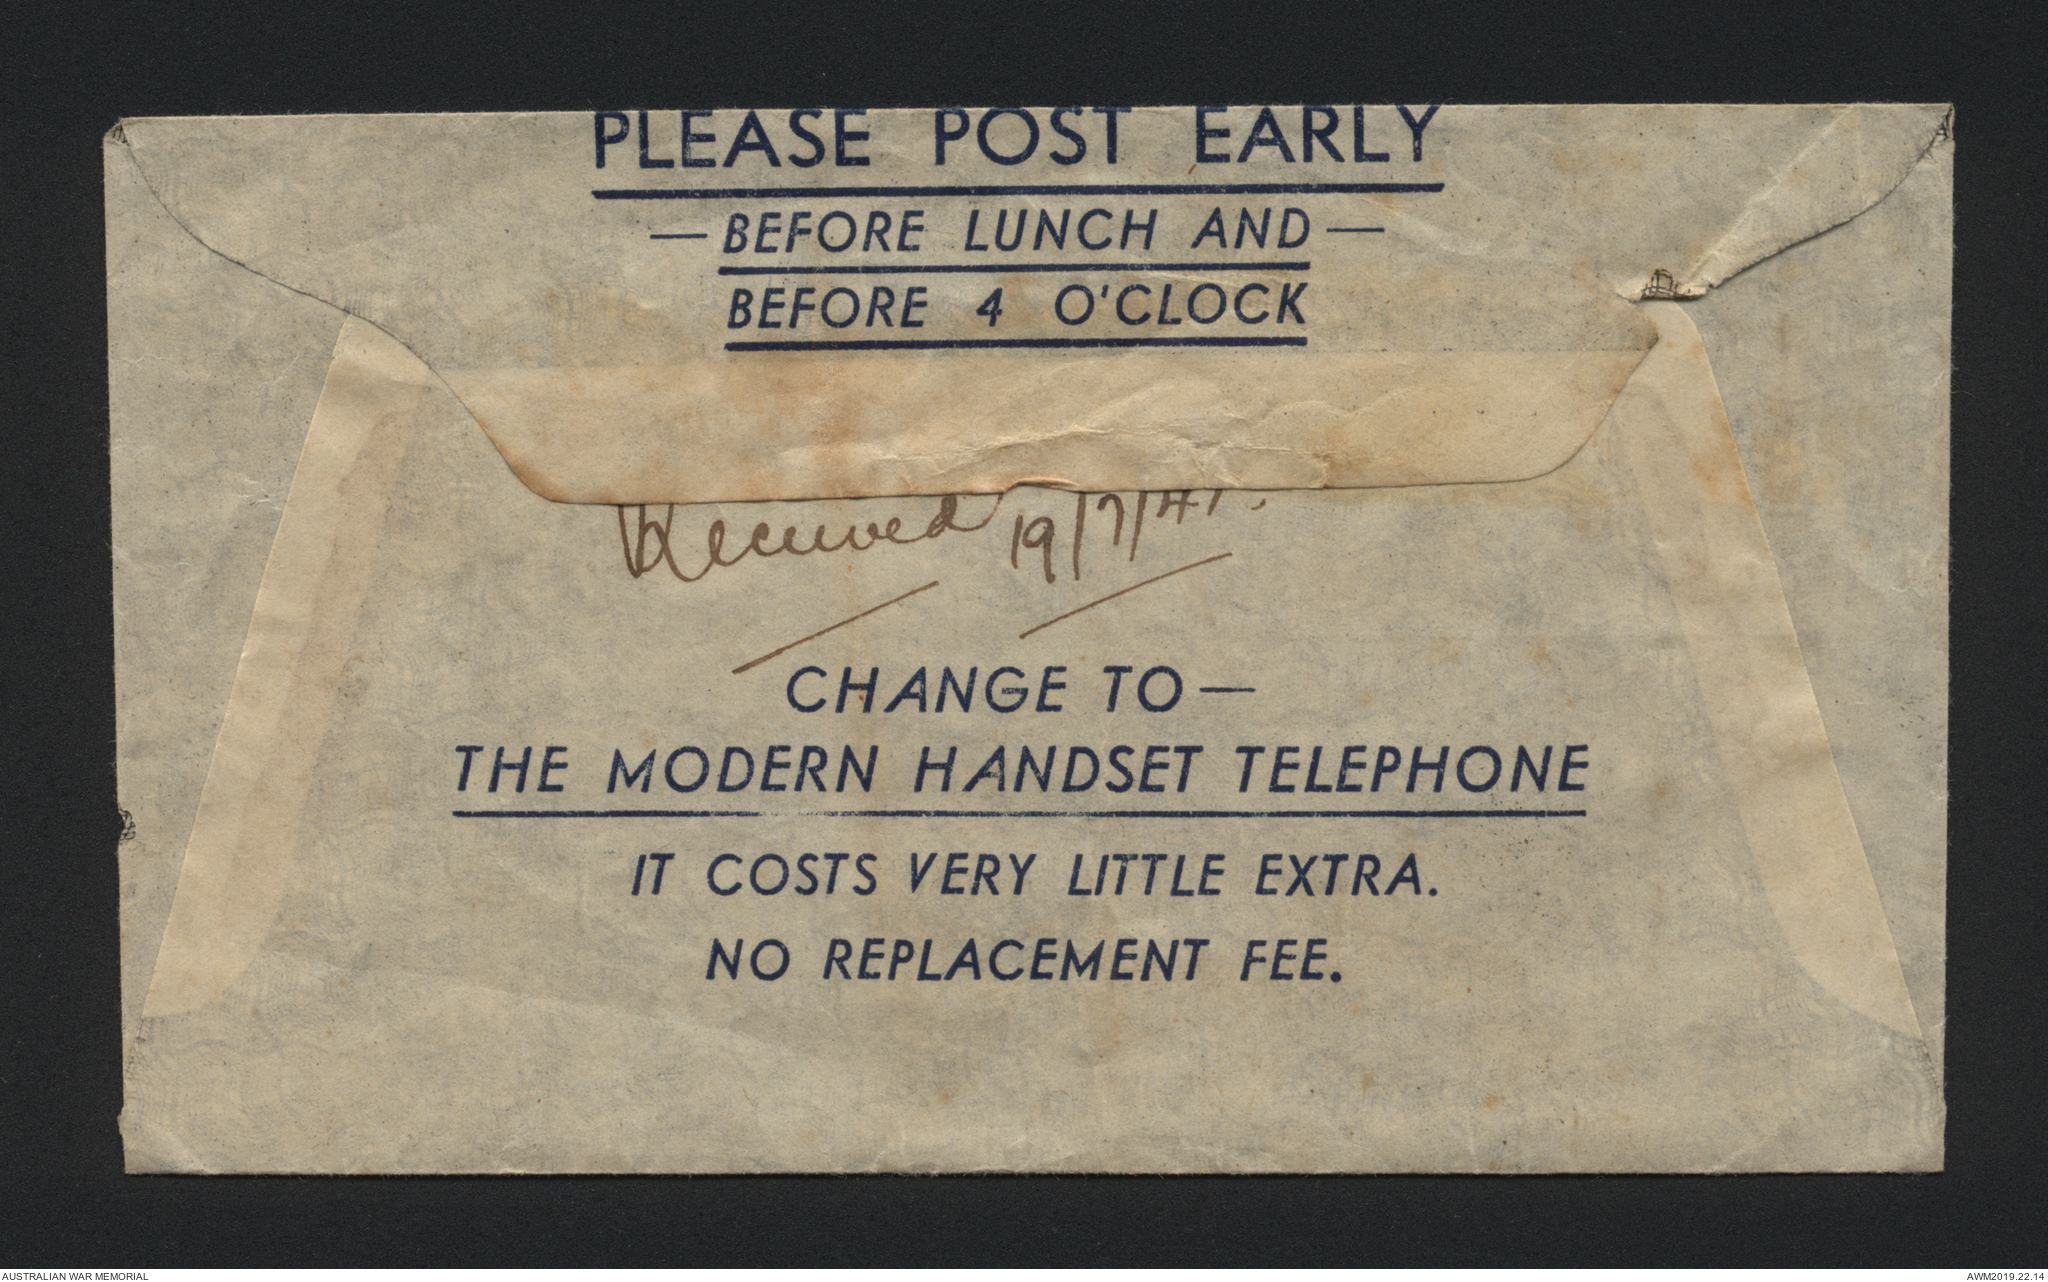 PLEASE POST EARLY
— BEFORE LUNCH AND —
BEFORE 4 O'CLOCK
Received 19/7/41.
CHANGE TO —
THE MODERN HANDSET TELEPHONE
IT COSTS VERY LITTLE EXTRA.
NO REPLACEMENT FEE.
AUSTRALIAN WAR MEMORIAL
AWM2019.22.14